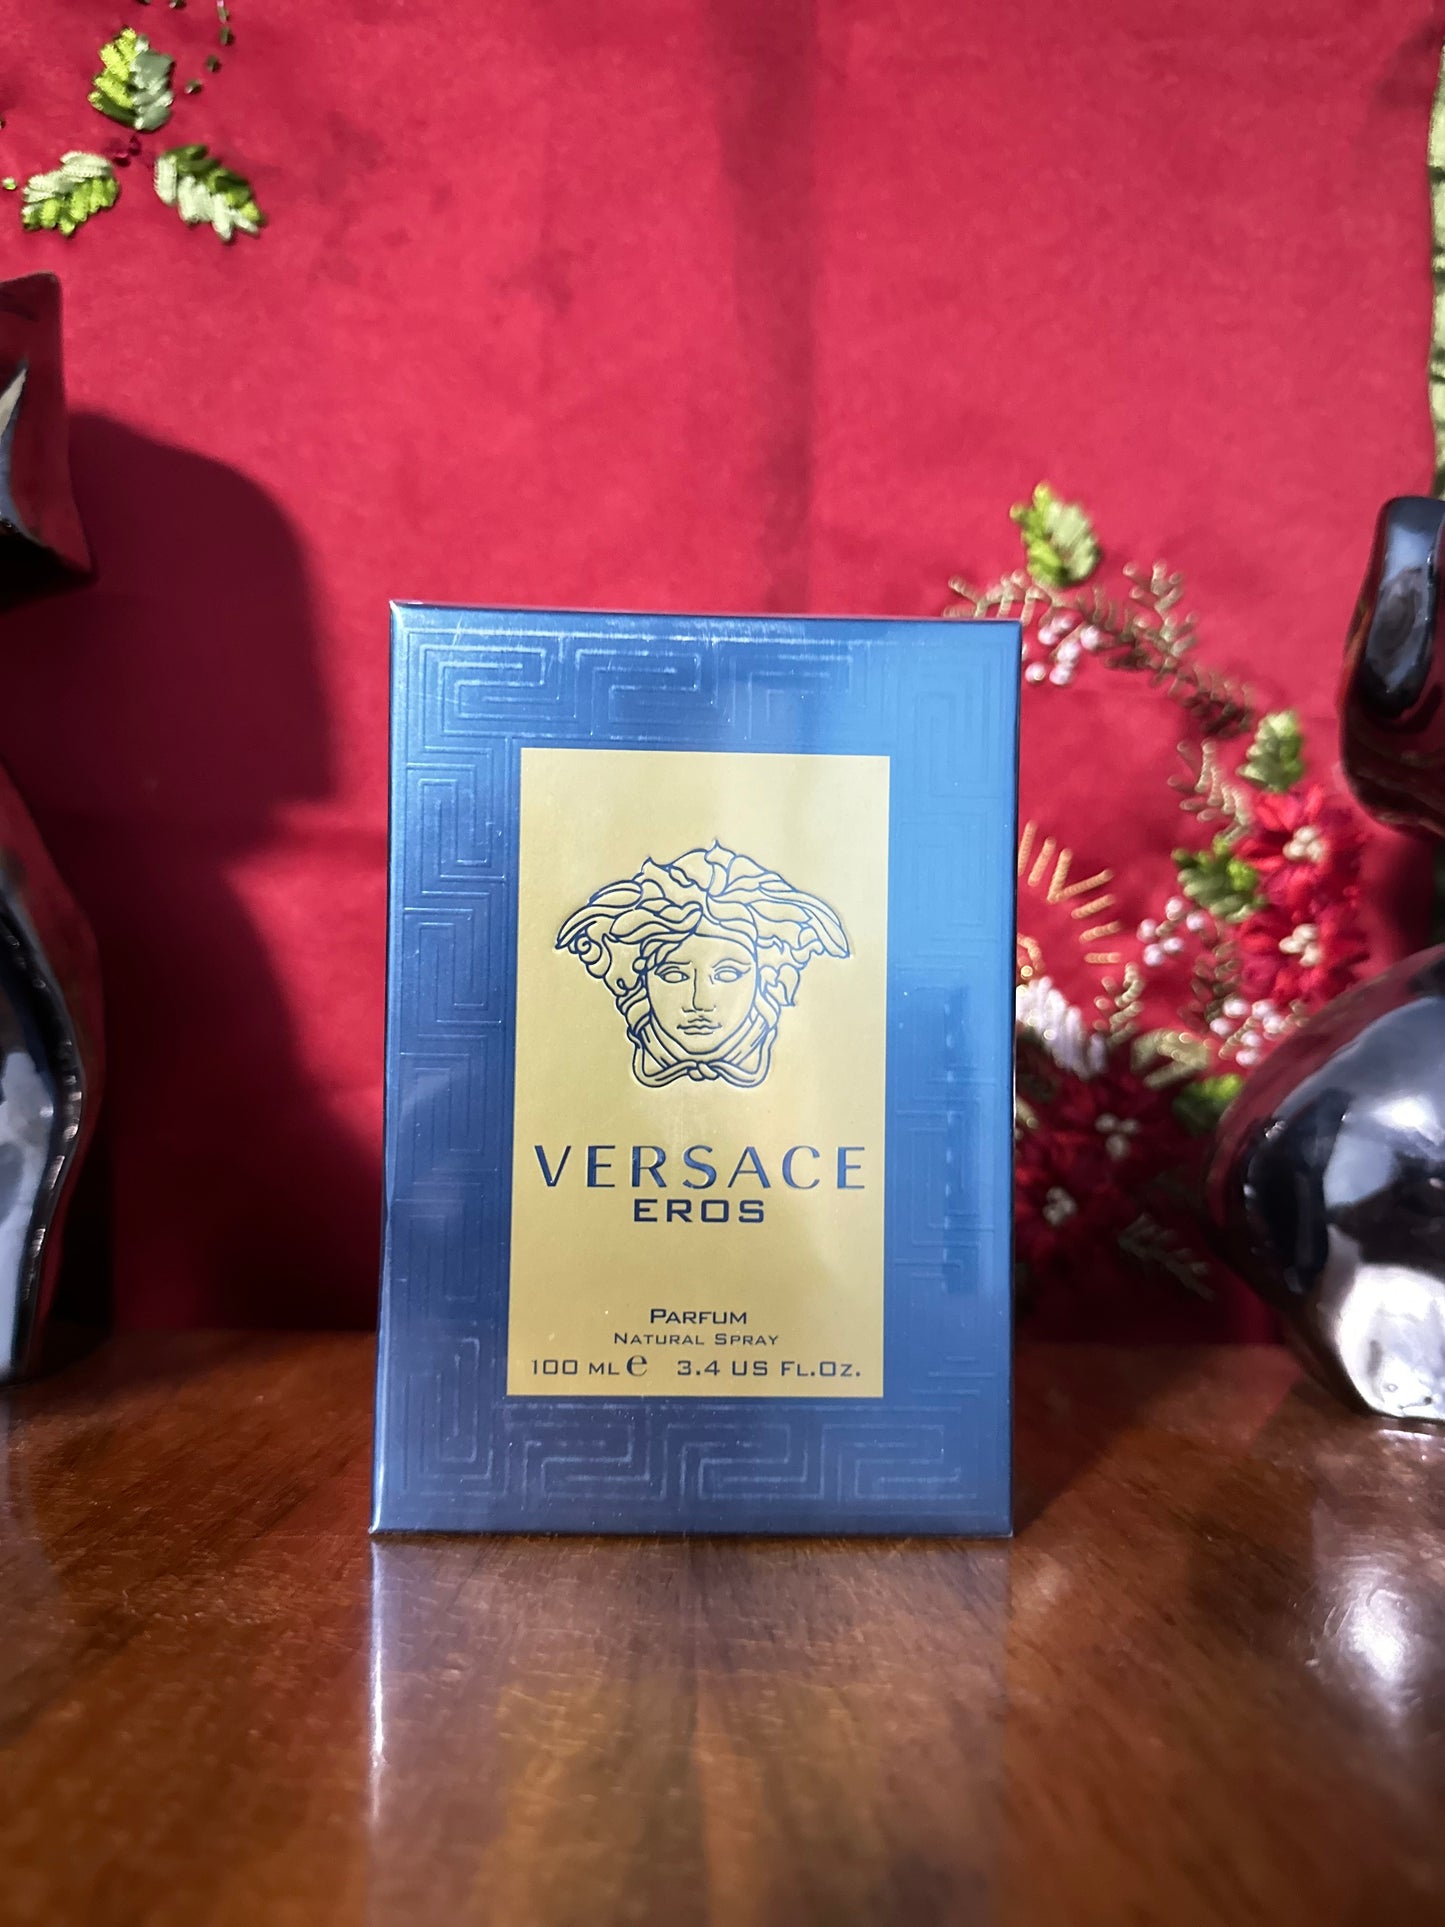 VERSACE
EROS
PARFUM
NATURAL SPRAY
100 ML e 3.4 US FL.OZ.